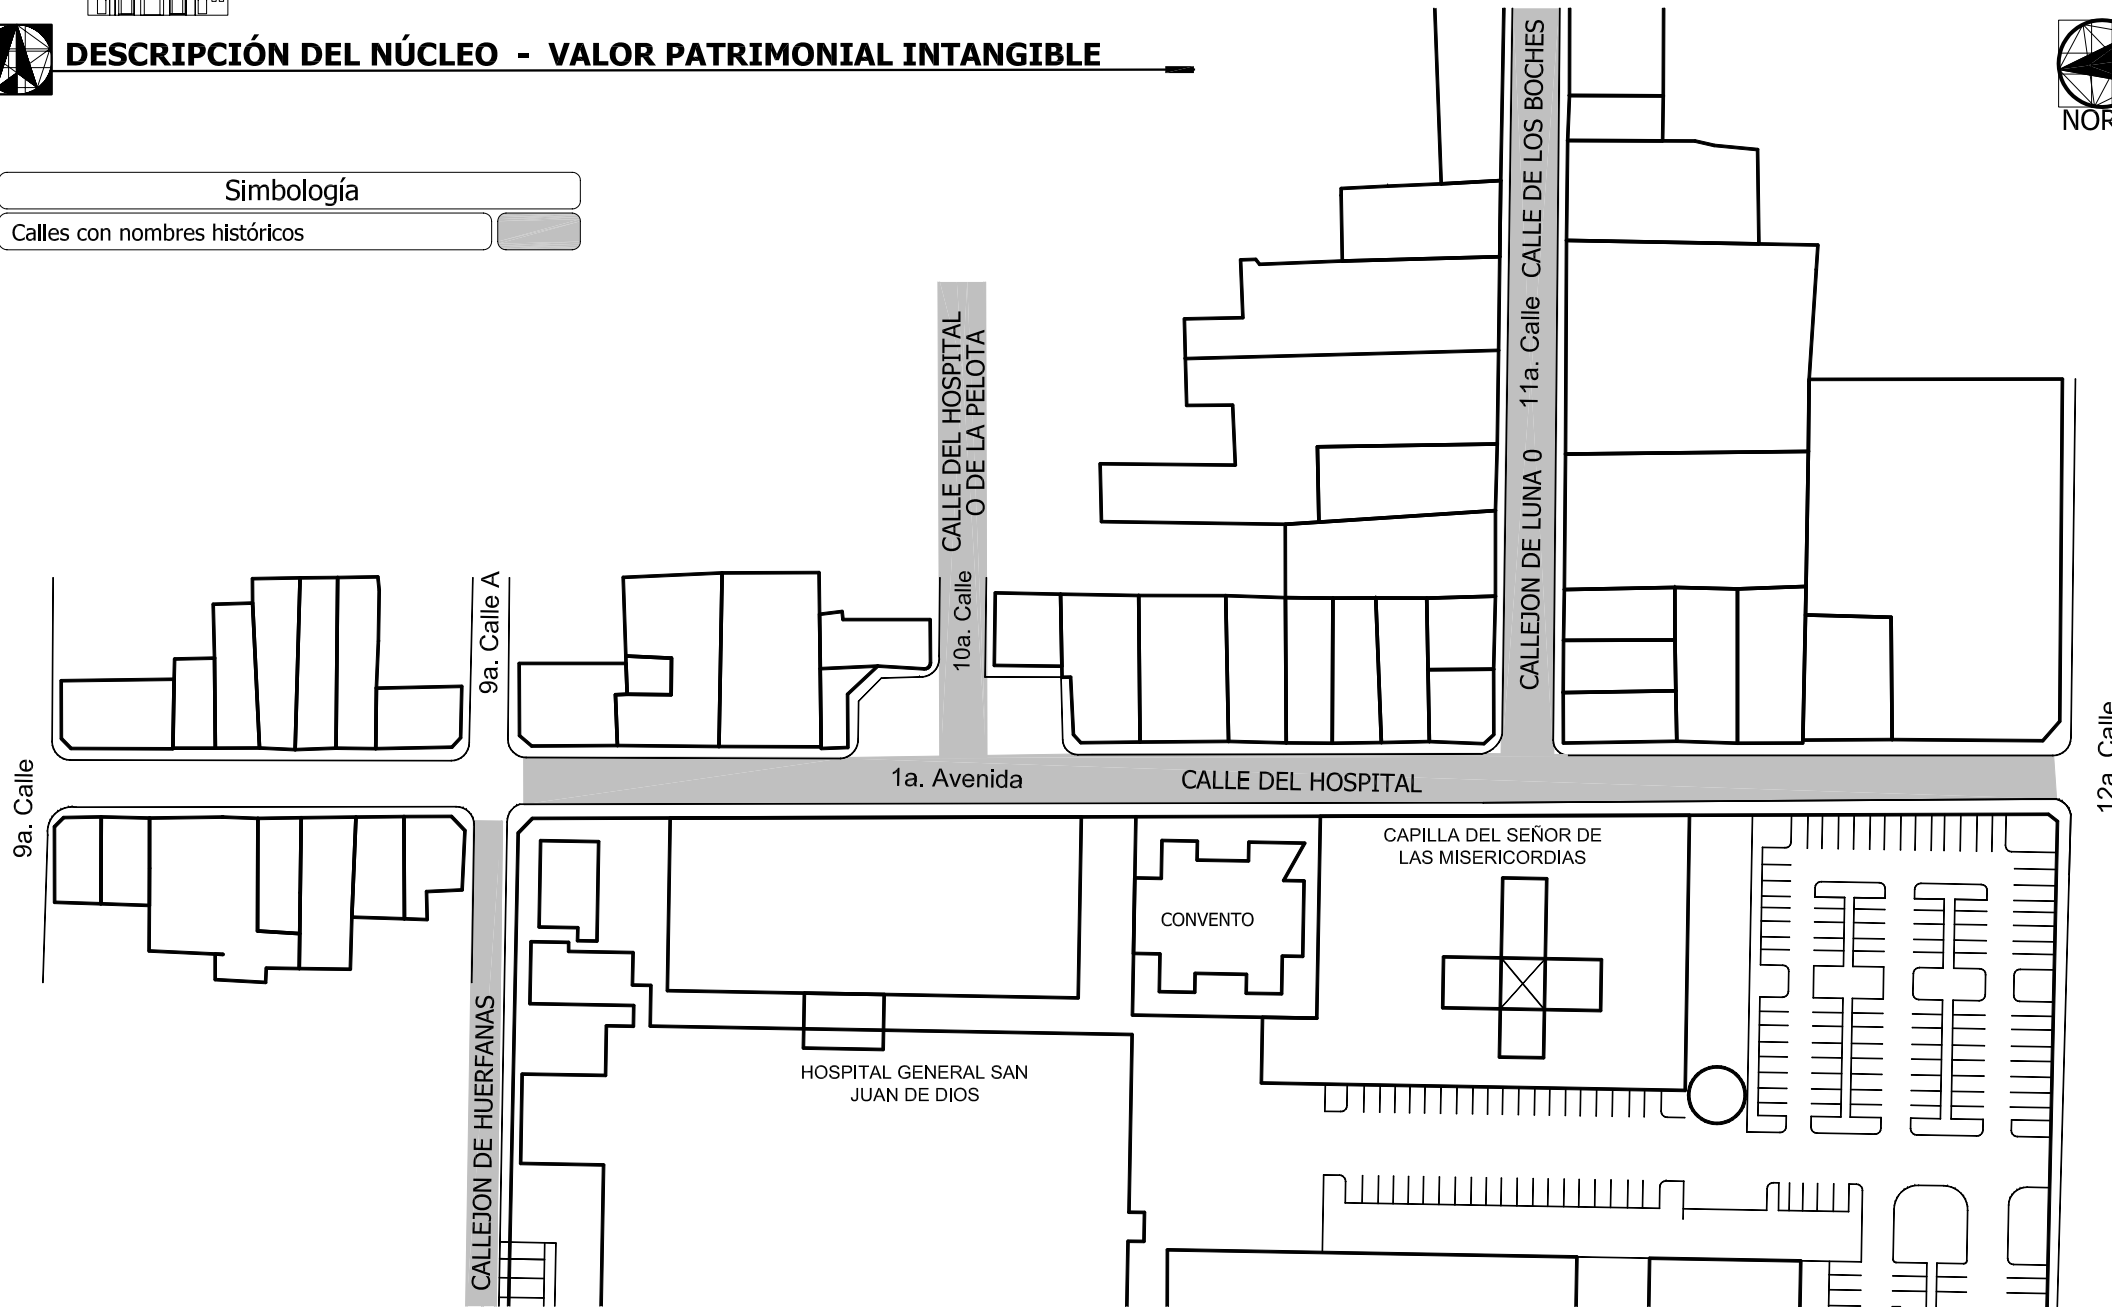 DESCRIPCIÓN DEL NÚCLEO - VALOR PATRIMONIAL INTANGIBLE
Simbología
Calles con nombres históricos
CALLE DE LOS BOCHES
11a. Calle
CALLEJON DE LUNA 0
CALLE DEL HOSPITAL
O DE LA PELOTA
10a. Calle
9a. Calle A
9a. Calle
12a. Calle
1a. Avenida
CALLE DEL HOSPITAL
CAPILLA DEL SEÑOR DE
LAS MISERICORDIAS
CONVENTO
HOSPITAL GENERAL SAN
JUAN DE DIOS
CALLEJON DE HUERFANAS